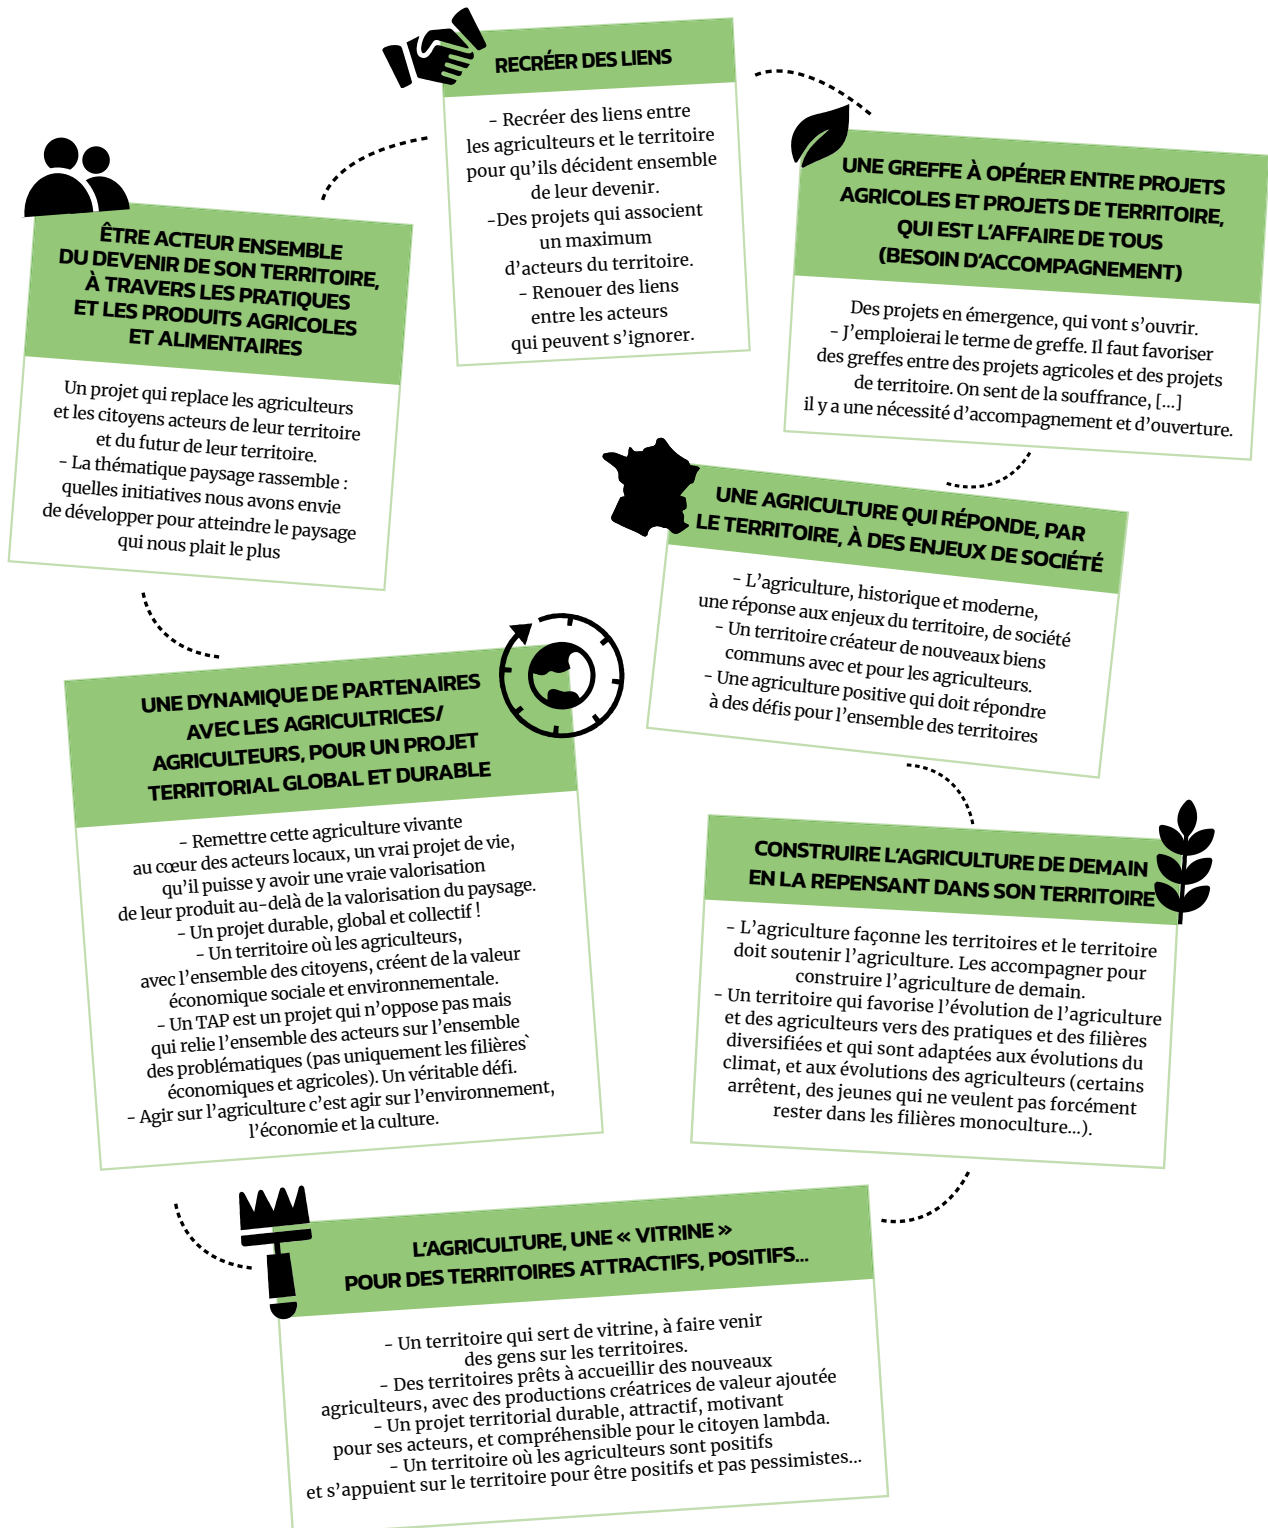 RECRÉER DES LIENS
- Recréer des liens entre
les agriculteurs et le territoire
pour qu’ils décident ensemble
de leur devenir.
-Des projets qui associent
un maximum
d’acteurs du territoire.
- Renouer des liens
entre les acteurs
qui peuvent s’ignorer.
UNE GREFFE À OPÉRER ENTRE PROJETS
AGRICOLES ET PROJETS DE TERRITOIRE,
QUI EST L’AFFAIRE DE TOUS
(BESOIN D’ACCOMPAGNEMENT)
Des projets en émergence, qui vont s’ouvrir.
- J’emploierai le terme de greffe. Il faut favoriser
des greffes entre des projets agricoles et des projets
de territoire. On sent de la souffrance, [...]
il y a une nécessité d’accompagnement et d’ouverture.
UNE AGRICULTURE QUI RÉPONDE, PAR
LE TERRITOIRE, À DES ENJEUX DE SOCIÉTÉ
- L’agriculture, historique et moderne,
une réponse aux enjeux du territoire, de société
- Un territoire créateur de nouveaux biens
communs avec et pour les agriculteurs.
- Une agriculture positive qui doit répondre
à des défis pour l’ensemble des territoires
CONSTRUIRE L’AGRICULTURE DE DEMAIN
EN LA REPENSANT DANS SON TERRITOIRE
- L’agriculture façonne les territoires et le territoire
doit soutenir l’agriculture. Les accompagner pour
construire l’agriculture de demain.
- Un territoire qui favorise l’évolution de l’agriculture
et des agriculteurs vers des pratiques et des filières
diversifiées et qui sont adaptées aux évolutions du
climat, et aux évolutions des agriculteurs (certains
arrêtent, des jeunes qui ne veulent pas forcément
rester dans les filières monoculture...).
L’AGRICULTURE, UNE « VITRINE »
POUR DES TERRITOIRES ATTRACTIFS, POSITIFS...
- Un territoire qui sert de vitrine, à faire venir
des gens sur les territoires.
- Des territoires prêts à accueillir des nouveaux
agriculteurs, avec des productions créatrices de valeur ajoutée
- Un projet territorial durable, attractif, motivant
pour ses acteurs, et compréhensible pour le citoyen lambda.
- Un territoire où les agriculteurs sont positifs
et s’appuient sur le territoire pour être positifs et pas pessimistes...
UNE DYNAMIQUE DE PARTENAIRES
AVEC LES AGRICULTRICES/
AGRICULTEURS, POUR UN PROJET
TERRITORIAL GLOBAL ET DURABLE
- Remettre cette agriculture vivante
au cœur des acteurs locaux, un vrai projet de vie,
qu’il puisse y avoir une vraie valorisation
de leur produit au-delà de la valorisation du paysage.
- Un projet durable, global et collectif !
- Un territoire où les agriculteurs,
avec l’ensemble des citoyens, créent de la valeur
économique sociale et environnementale.
- Un TAP est un projet qui n’oppose pas mais
qui relie l’ensemble des acteurs sur l’ensemble
des problématiques (pas uniquement les filières`
économiques et agricoles). Un véritable défi.
- Agir sur l’agriculture c’est agir sur l’environnement,
l’économie et la culture.
ÊTRE ACTEUR ENSEMBLE
DU DEVENIR DE SON TERRITOIRE,
À TRAVERS LES PRATIQUES
ET LES PRODUITS AGRICOLES
ET ALIMENTAIRES
Un projet qui replace les agriculteurs
et les citoyens acteurs de leur territoire
et du futur de leur territoire.
- La thématique paysage rassemble :
quelles initiatives nous avons envie
de développer pour atteindre le paysage
qui nous plait le plus